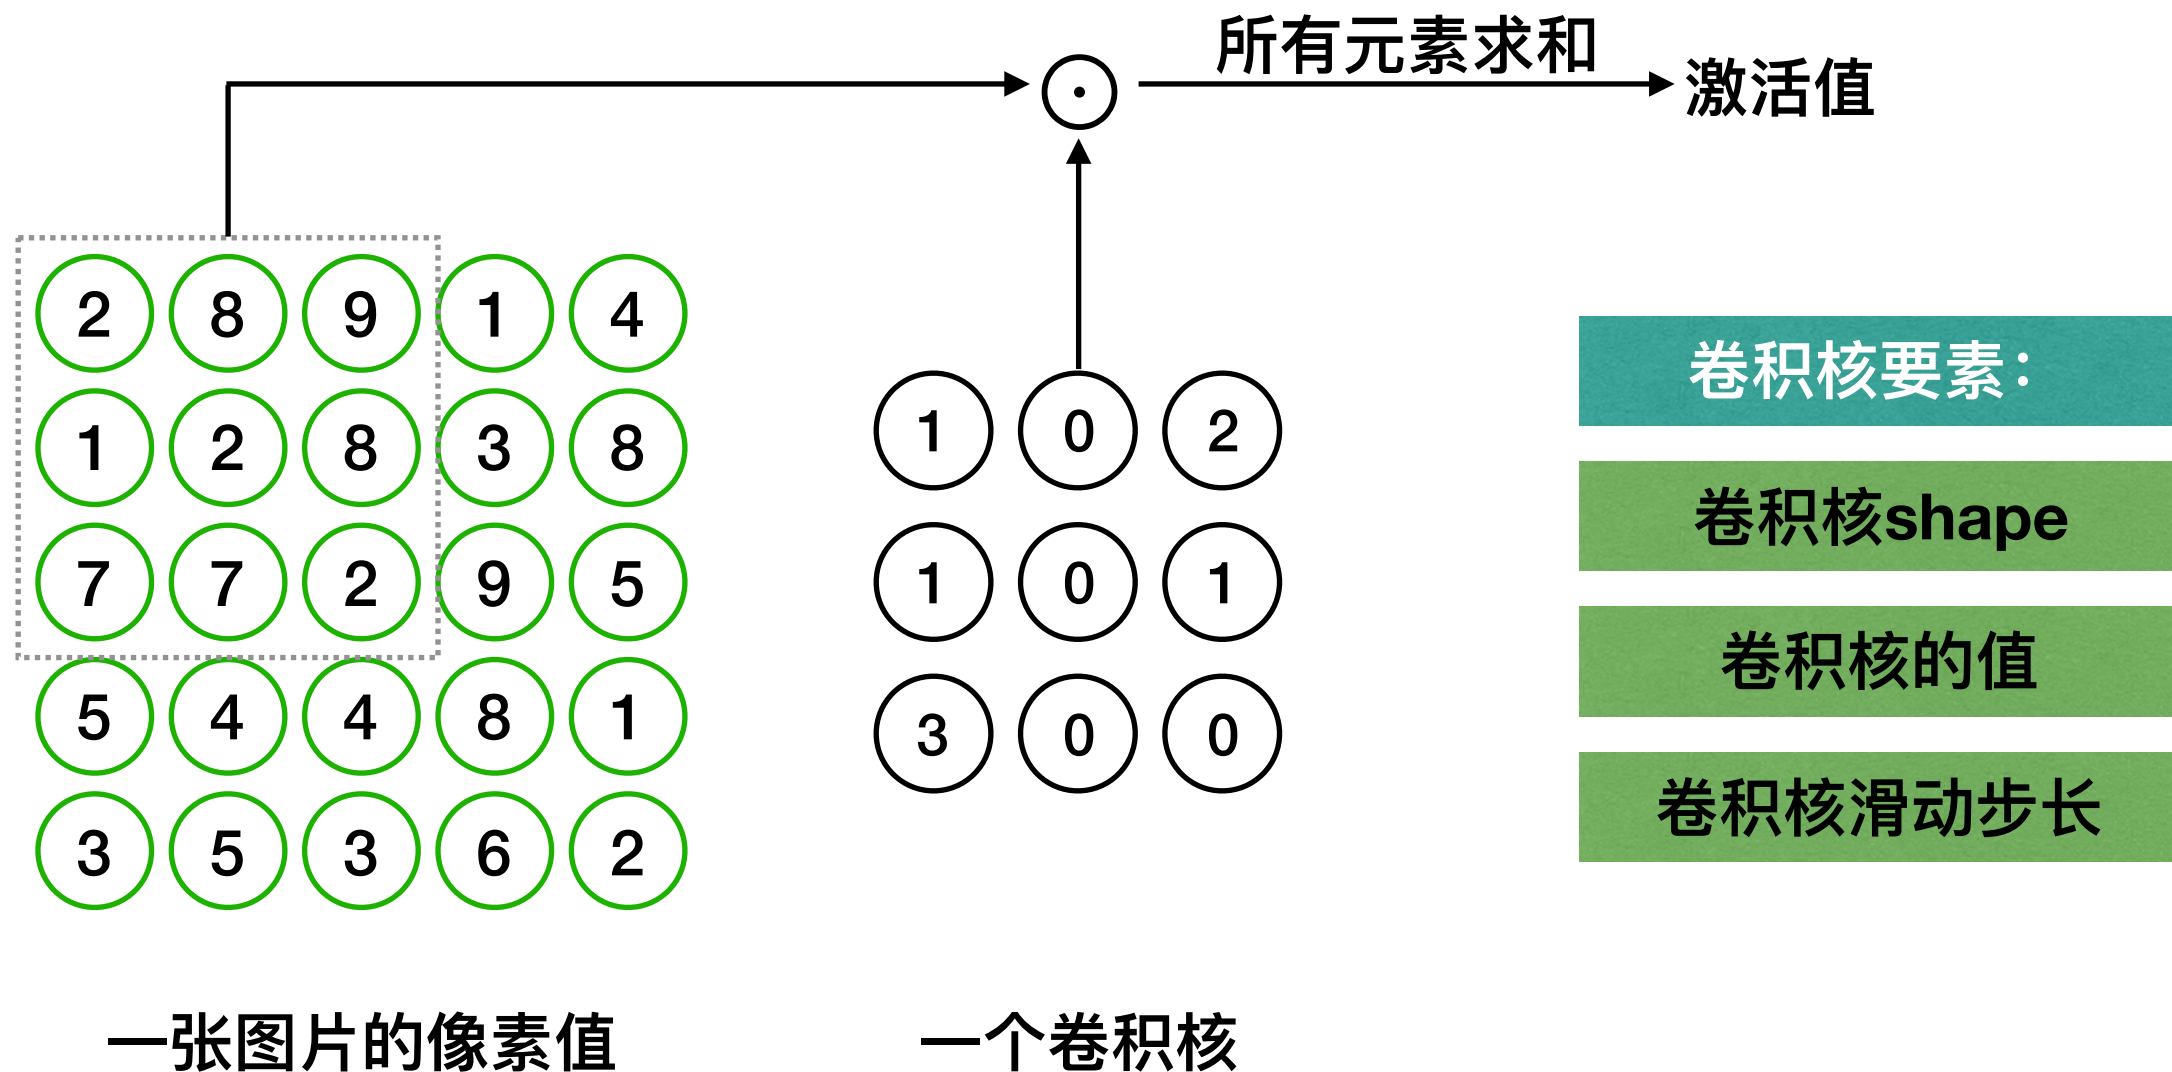 所有元素求和
激活值
2 8 9 1 4
1 2 8 3 8
7 7 2 9 5
5 4 4 8 1
3 5 3 6 2
1 0 2
1 0 1
3 0 0
卷积核要素：
卷积核shape
卷积核的值
卷积核滑动步长
一张图片的像素值
一个卷积核